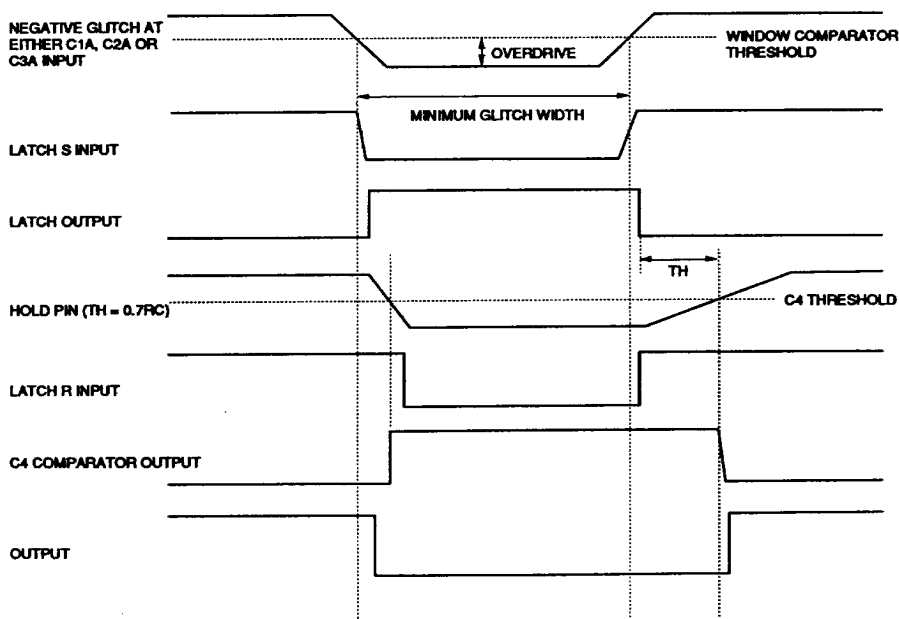 NEGATIVE GLITCH AT
EITHER C1A, C2A OR
C3A INPUT
OVERDRIVE
WINDOW COMPARATOR
THRESHOLD
MINIMUM GLITCH WIDTH
LATCH S INPUT
LATCH OUTPUT
TH
HOLD PIN (TH = 0.7RC)
C4 THRESHOLD
LATCH R INPUT
C4 COMPARATOR OUTPUT
OUTPUT